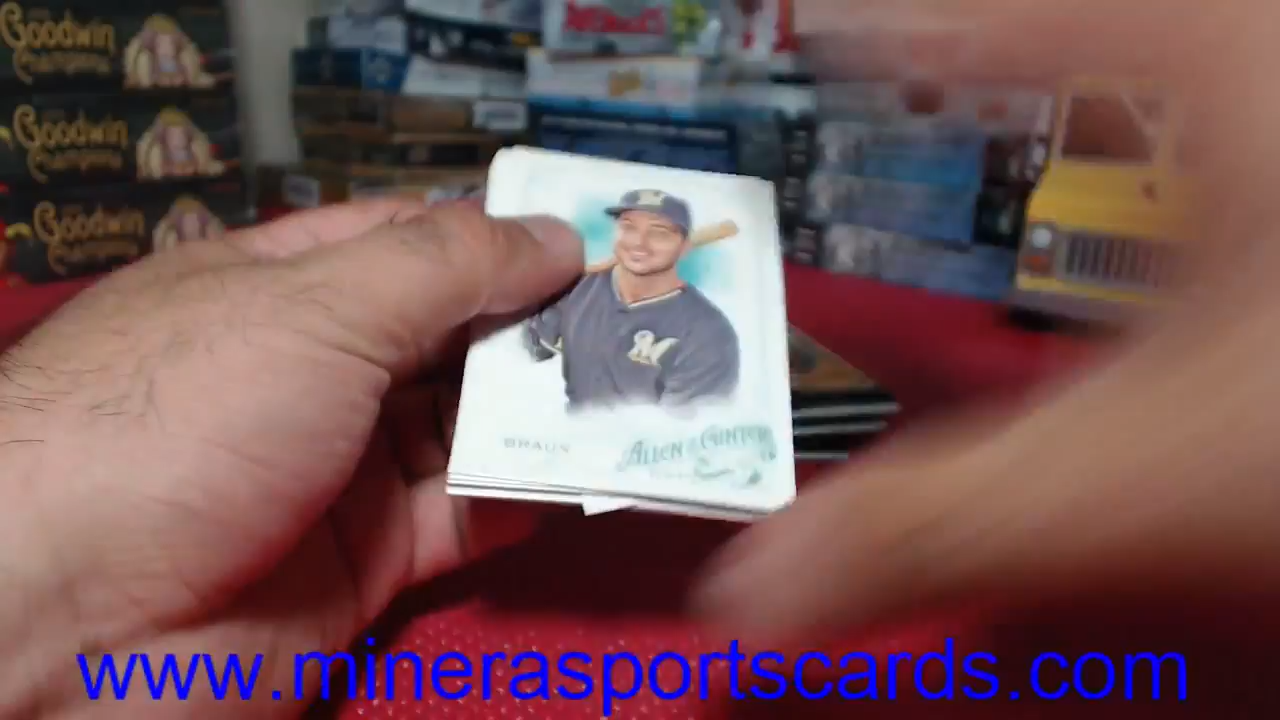 Goodwin
Champions
Goodwin
Champions
Goodwin
Champions
BRAUN
ALLEN & GINTER
www.minerasportscards.com